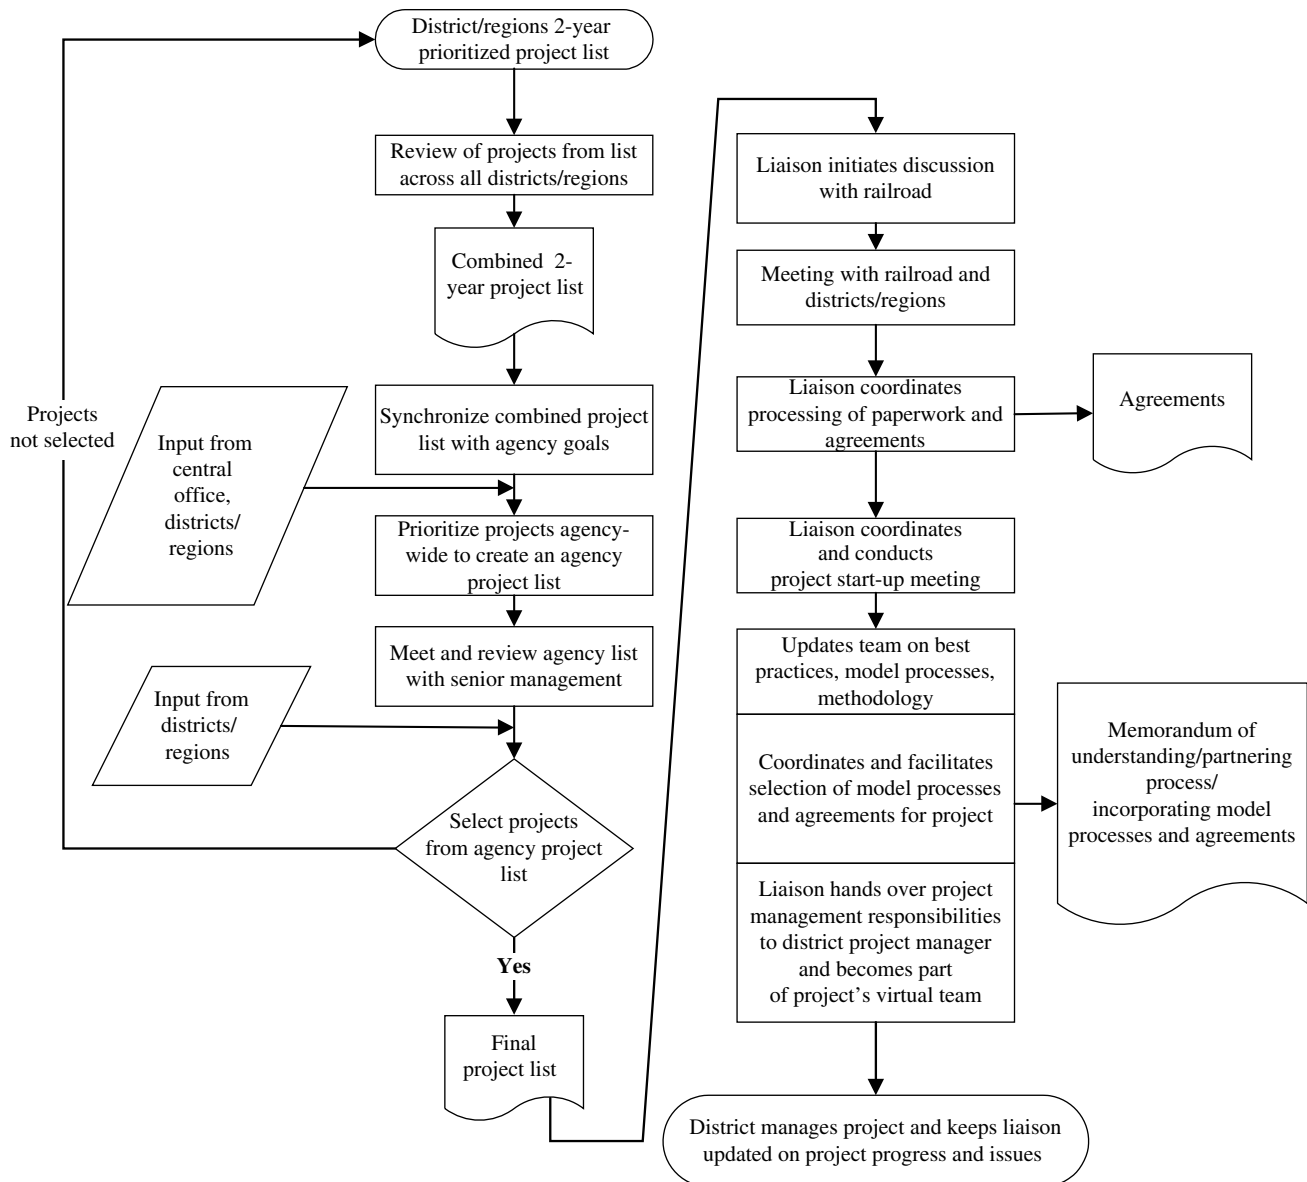 District/regions 2-year
prioritized project list
Review of projects from list
across all districts/regions
Combined 2-
year project list
Synchronize combined project
list with agency goals
Projects
not selected
Input from
central
office,
districts/
regions
Prioritize projects agency-
wide to create an agency
project list
Meet and review agency list
with senior management
Input from
districts/
regions
Select projects
from agency project
list
Yes
Final
project list
Liaison initiates discussion
with railroad
Meeting with railroad and
districts/regions
Liaison coordinates
processing of paperwork and
agreements
Agreements
Liaison coordinates
and conducts
project start-up meeting
Updates team on best
practices, model processes,
methodology
Coordinates and facilitates
selection of model processes
and agreements for project
Memorandum of
understanding/partnering
process/
incorporating model
processes and agreements
Liaison hands over project
management responsibilities
to district project manager
and becomes part
of project's virtual team
District manages project and keeps liaison
updated on project progress and issues